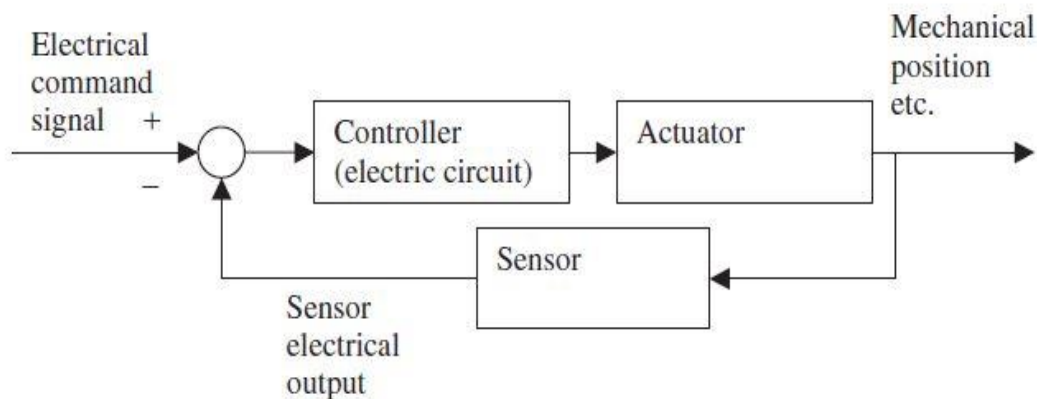 Electrical
command
signal +
−
Controller
(electric circuit)
Actuator
Mechanical
position
etc.
Sensor
Sensor
electrical
output